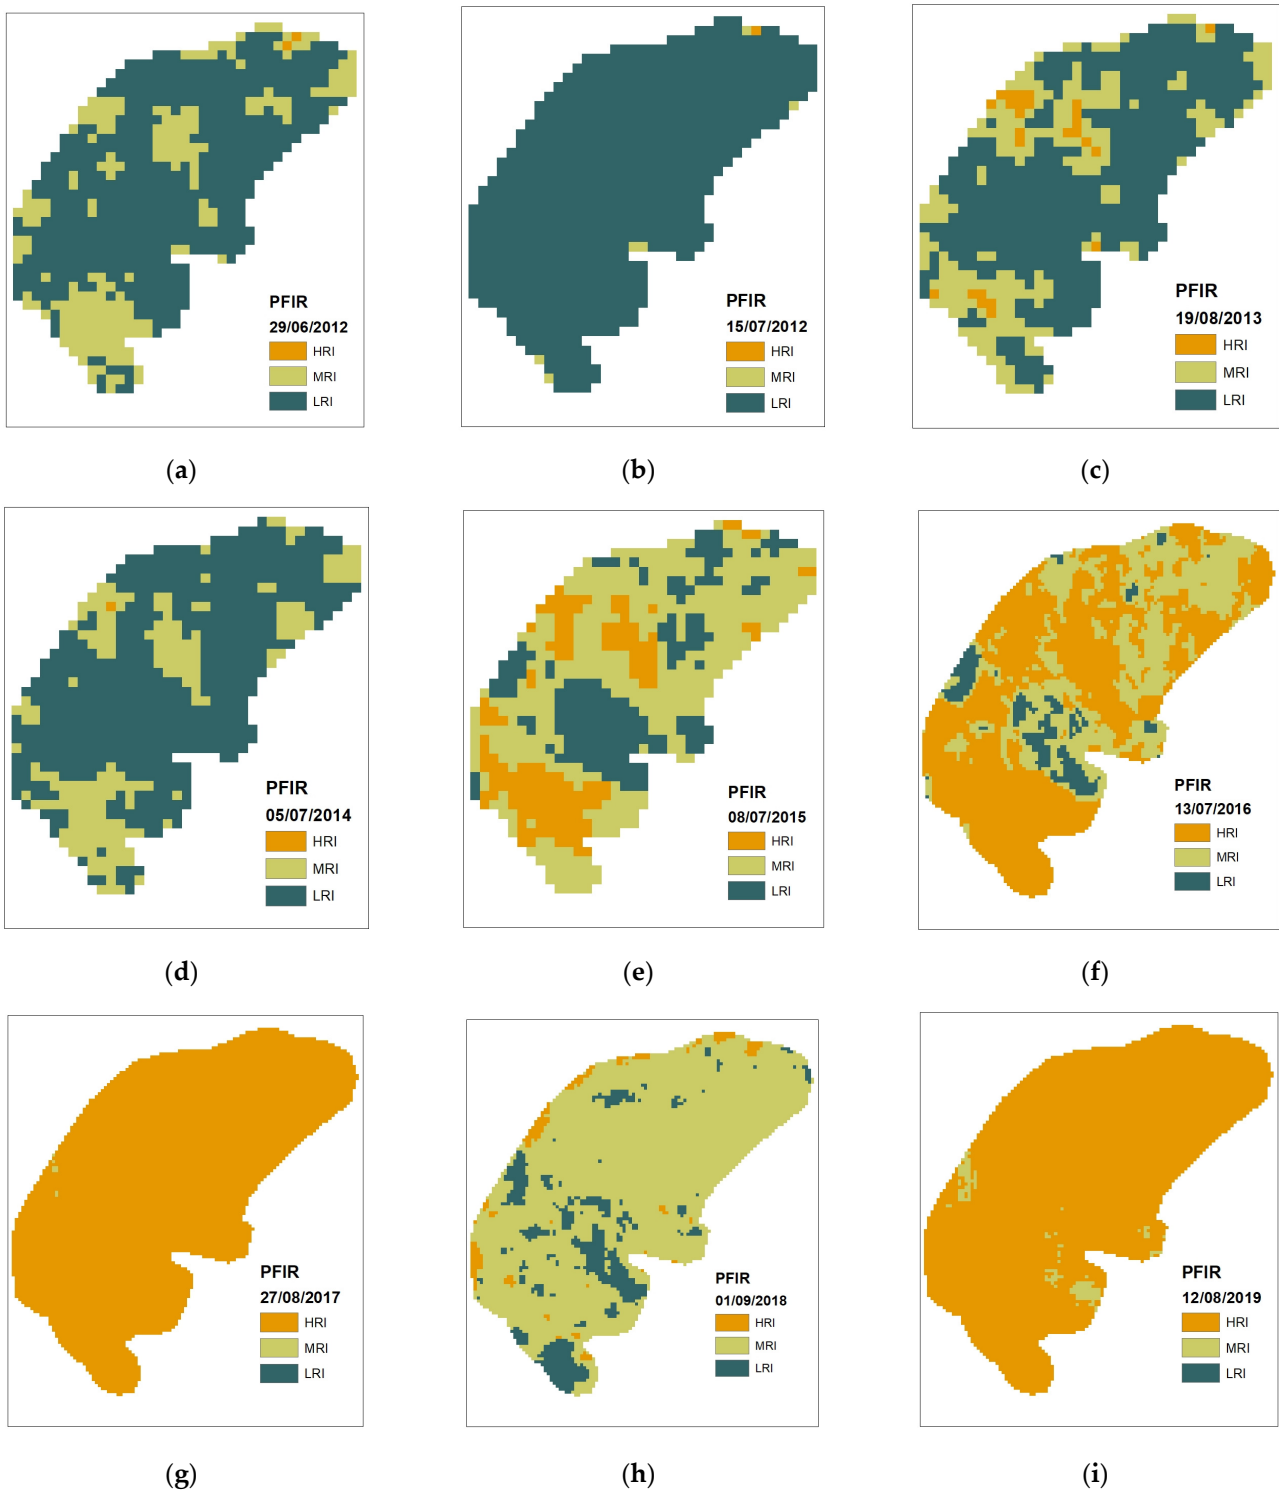 PFIR
29/06/2012
HRI
MRI
LRI
(a)
PFIR
15/07/2012
HRI
MRI
LRI
(b)
PFIR
19/08/2013
HRI
MRI
LRI
(c)
PFIR
05/07/2014
HRI
MRI
LRI
(d)
PFIR
08/07/2015
HRI
MRI
LRI
(e)
PFIR
13/07/2016
HRI
MRI
LRI
(f)
PFIR
27/08/2017
HRI
MRI
LRI
(g)
PFIR
01/09/2018
HRI
MRI
LRI
(h)
PFIR
12/08/2019
HRI
MRI
LRI
(i)